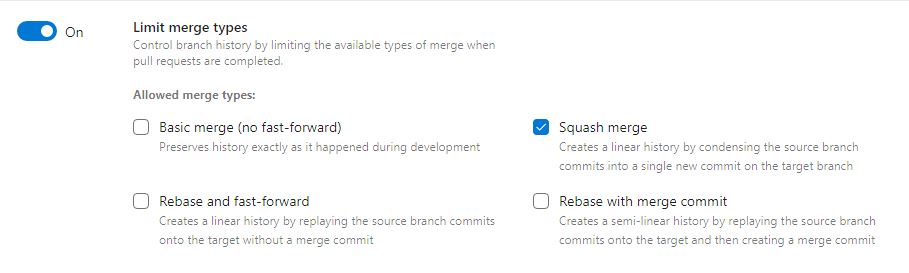 On
Limit merge types
Control branch history by limiting the available types of merge when
pull requests are completed.
Allowed merge types:
Basic merge (no fast-forward)
Preserves history exactly as it happened during development
Squash merge
Creates a linear history by condensing the source branch
commits into a single new commit on the target branch
Rebase and fast-forward
Creates a linear history by replaying the source branch commits
onto the target without a merge commit
Rebase with merge commit
Creates a semi-linear history by replaying the source branch
commits onto the target and then creating a merge commit